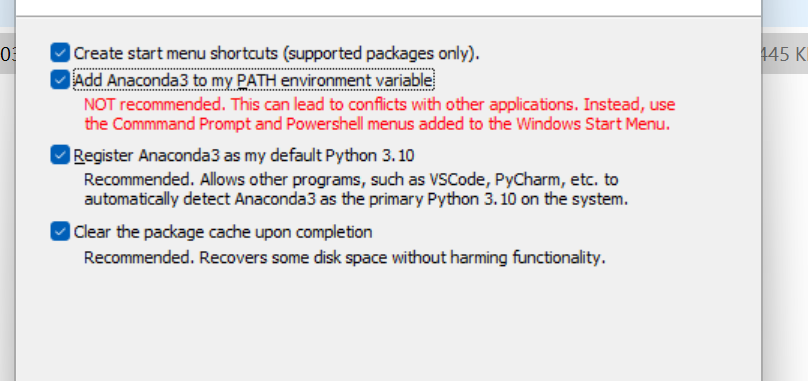 Create start menu shortcuts (supported packages only).
Add Anaconda3 to my PATH environment variable
NOT recommended. This can lead to conflicts with other applications. Instead, use
the Commmand Prompt and Powershell menus added to the Windows Start Menu.
Register Anaconda3 as my default Python 3.10
Recommended. Allows other programs, such as VSCode, PyCharm, etc. to
automatically detect Anaconda3 as the primary Python 3.10 on the system.
Clear the package cache upon completion
Recommended. Recovers some disk space without harming functionality.